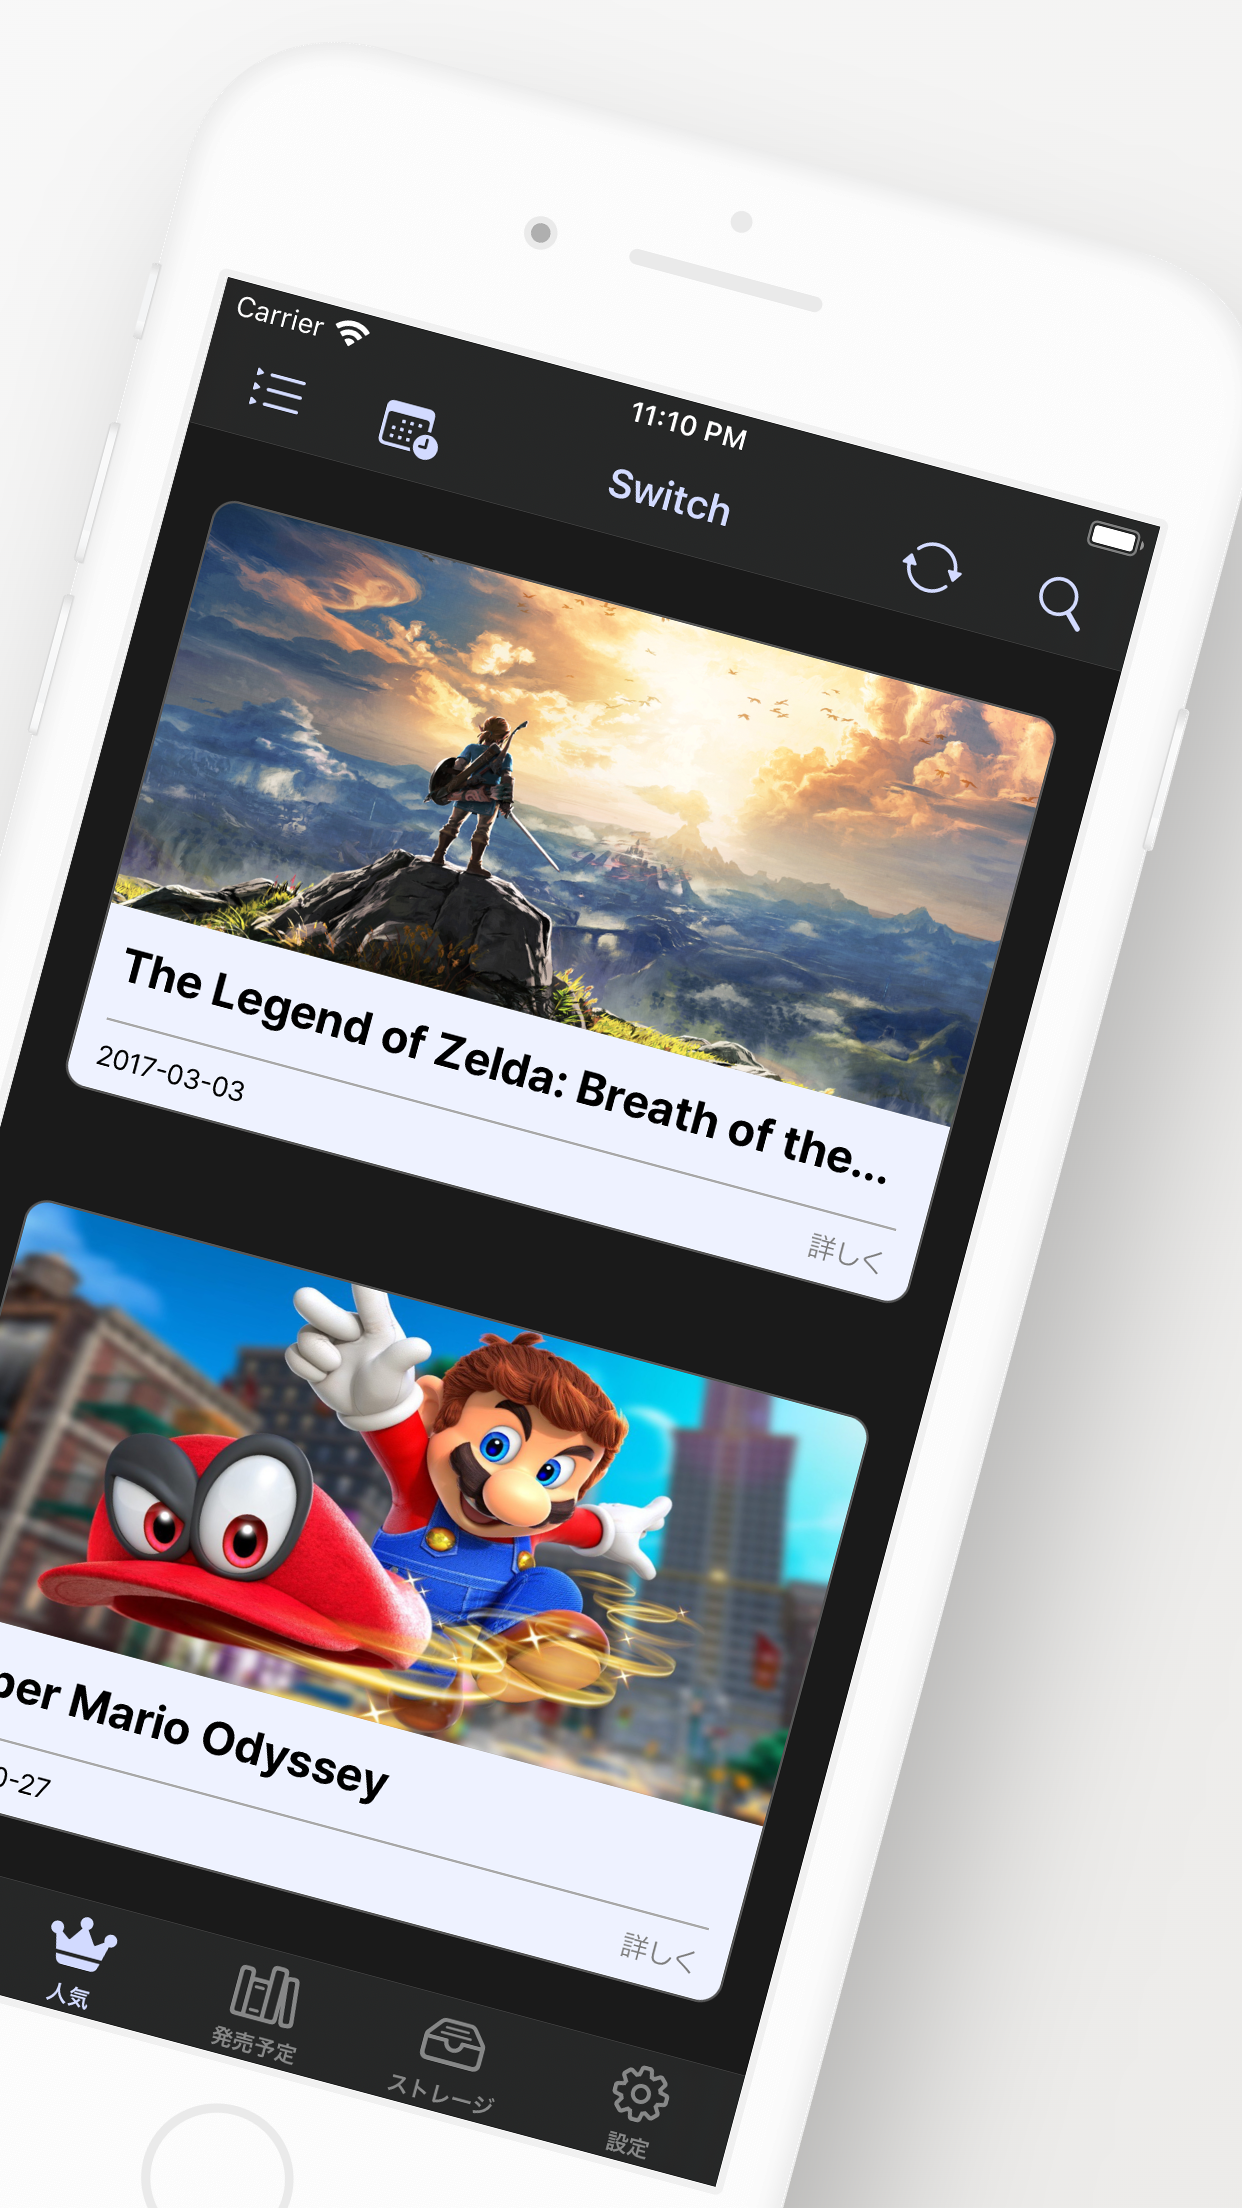 Carrier
11:10 PM
Switch
The Legend of Zelda: Breath of the...
2017-03-03
詳しく
per Mario Odyssey
0-27
詳しく
人気
発売予定
ストレージ
設定